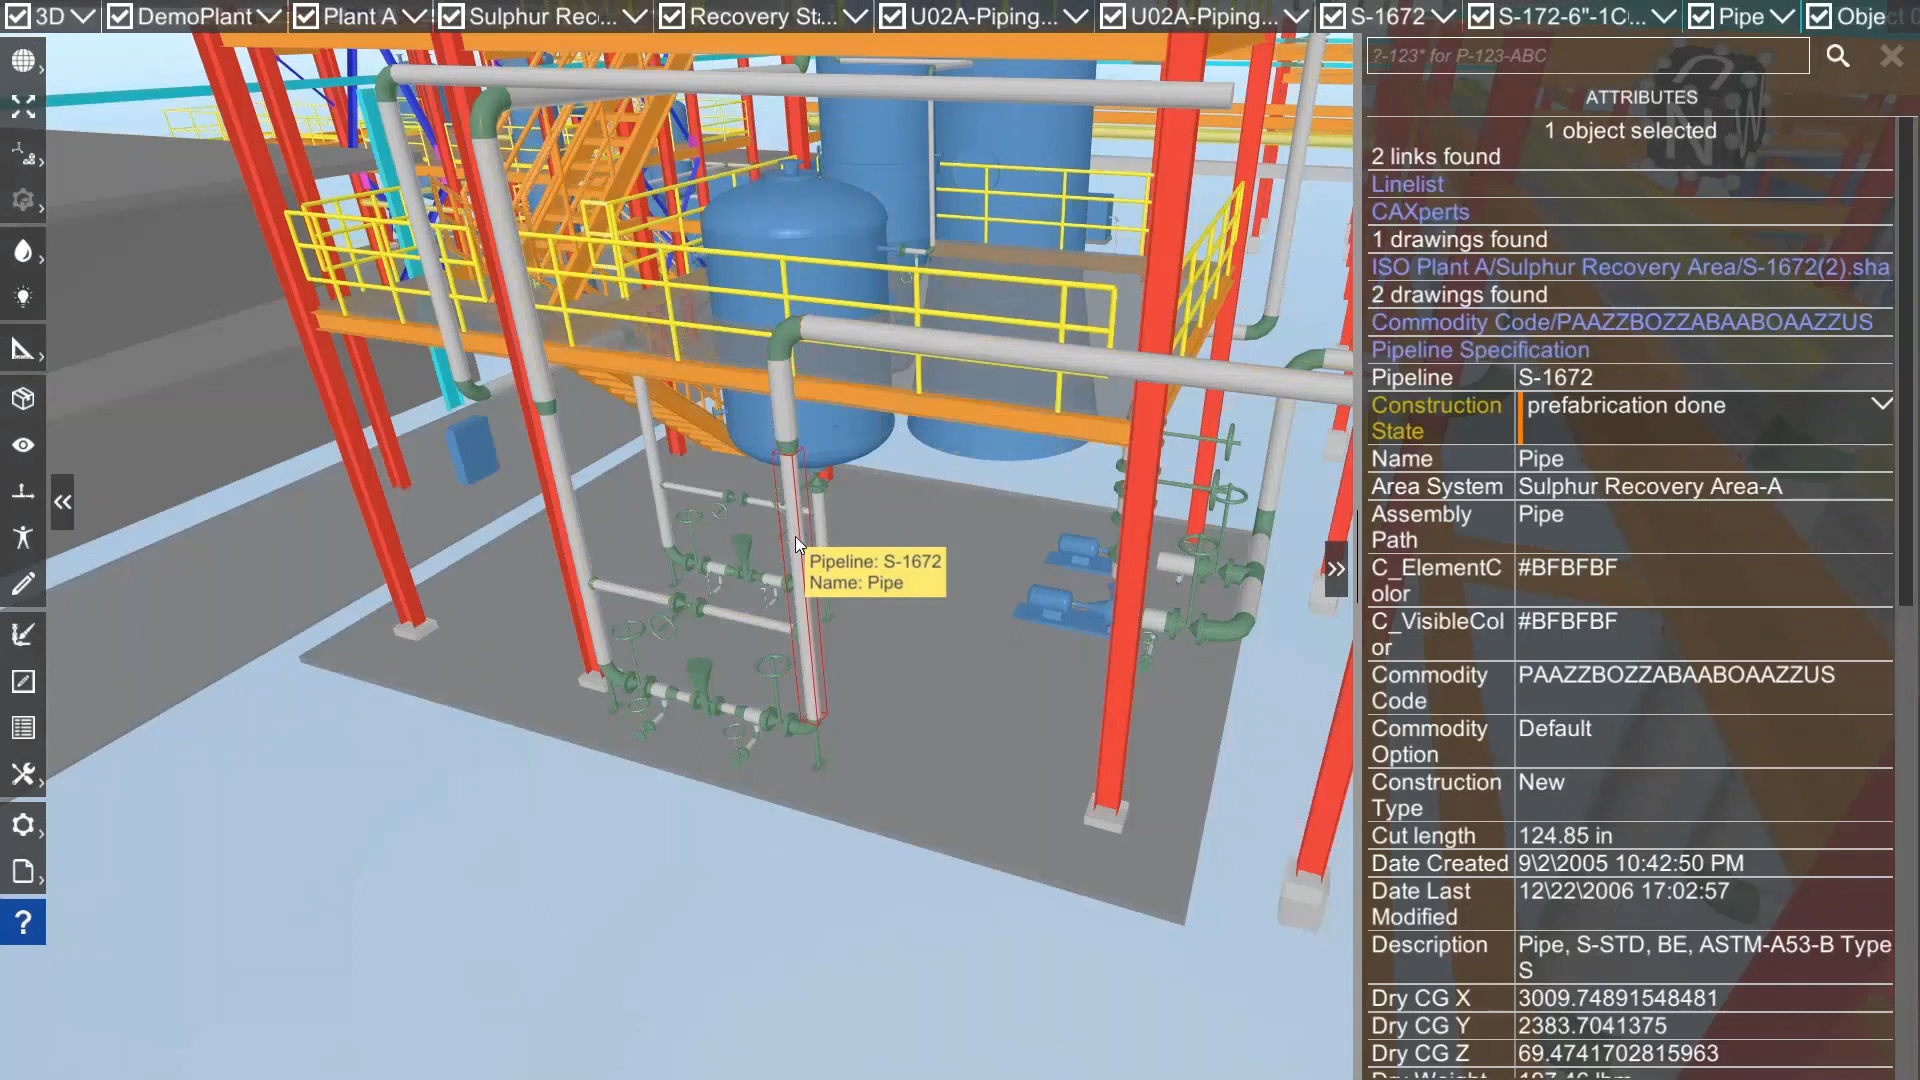 3D DemoPlant Plant A Sulphur Rec... Recovery St... U02A-Piping... U02A-Piping... S-1672 S-172-6"-1C... Pipe Object 0
?-123* for P-123-ABC
ATTRIBUTES
1 object selected
2 links found
Linelist
CAXperts
1 drawings found
ISO Plant A/Sulphur Recovery Area/S-1672(2).sha
2 drawings found
Commodity Code/PAAZZBOZZABAABOAAZZUS
Pipeline Specification
Pipeline S-1672
Construction prefabrication done
State
Name Pipe
Area System Sulphur Recovery Area-A
Assembly Pipe
Path
C_ElementC #BFBFBF
olor
C_VisibleCol #BFBFBF
or
Commodity PAAZZBOZZABAABOAAZZUS
Code
Commodity Default
Option
Construction New
Type
Cut length 124.85 in
Date Created 9\2\2005 10:42:50 PM
Date Last 12\22\2006 17:02:57
Modified
Description Pipe, S-STD, BE, ASTM-A53-B Type
S
Dry CG X 3009.74891548481
Dry CG Y 2383.7041375
Dry CG Z 69.4741702815963
Dry Weight
Pipeline: S-1672
Name: Pipe
N
W
?